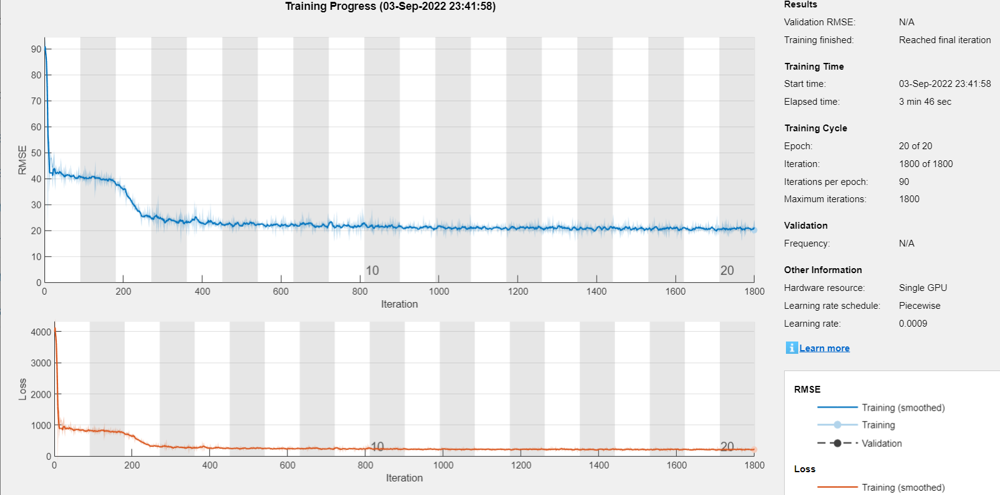 Training Progress (03-Sep-2022 23:41:58)
90
80
70
60
50
40
30
20
10
0
RMSE
10
20
0 200 400 600 800 1000 1200 1400 1600 1800
Iteration
4000
3000
2000
1000
0
Loss
10
20
0 200 400 600 800 1000 1200 1400 1600 1800
Iteration
Results
Validation RMSE: N/A
Training finished: Reached final iteration
Training Time
Start time: 03-Sep-2022 23:41:58
Elapsed time: 3 min 46 sec
Training Cycle
Epoch: 20 of 20
Iteration: 1800 of 1800
Iterations per epoch: 90
Maximum iterations: 1800
Validation
Frequency: N/A
Other Information
Hardware resource: Single GPU
Learning rate schedule: Piecewise
Learning rate: 0.0009
i Learn more
RMSE
Training (smoothed)
Training
Validation
Loss
Training (smoothed)